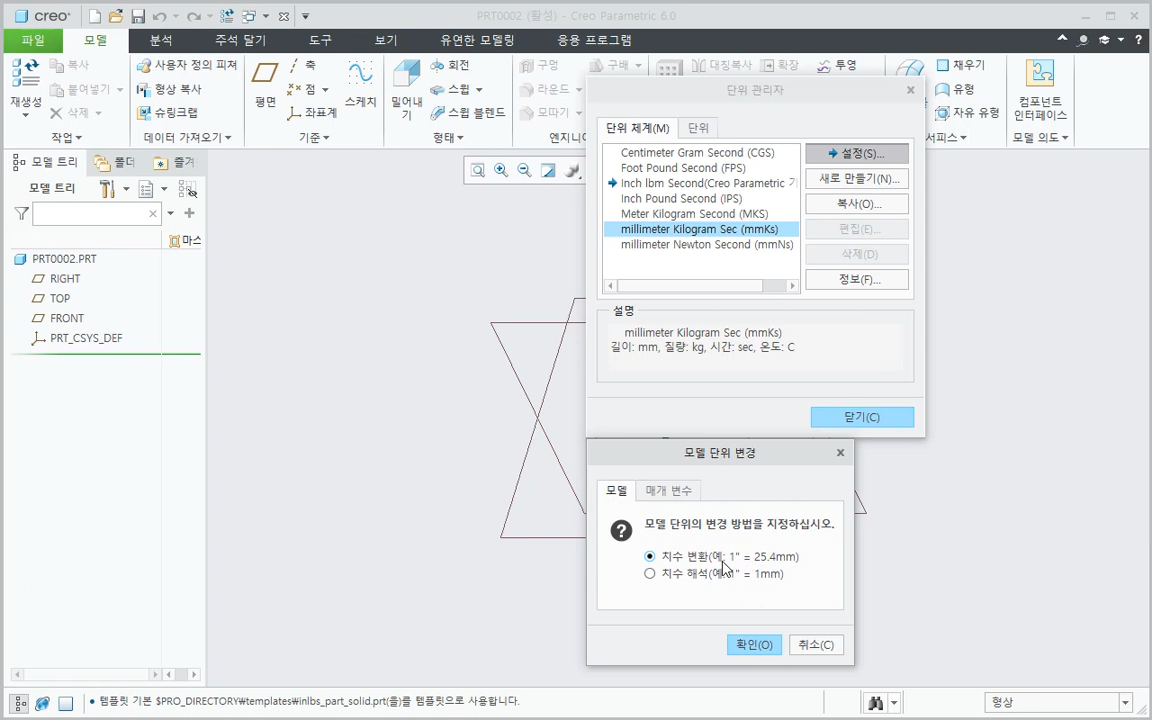 creo
PRT0002 (활성) - Creo Parametric 6.0
파일 모델 분석 주석 달기 도구 보기 유연한 모델링 응용 프로그램
재생성
복사
붙여넣기
삭제
작업
사용자 정의 피쳐
형상 복사
슈링크랩
데이터 가져오기
평면
축
점
좌표계
스케치
기준
밀어내기
회전
스윕
스윕 블렌드
형태
구멍
라운드
모따기
엔지니
구배
대칭복사
확장
투영
채우기
유형
자유 유형
서피스
컴포넌트
인터페이스
모델 의도
모델 트리 폴더 즐겨
모델 트리
마스
PRT0002.PRT
RIGHT
TOP
FRONT
PRT_CSYS_DEF
단위 관리자
단위 체계(M) 단위
Centimeter Gram Second (CGS)
Foot Pound Second (FPS)
Inch lbm Second(Creo Parametric
Inch Pound Second (IPS)
Meter Kilogram Second (MKS)
millimeter Kilogram Sec (mmKs)
millimeter Newton Second (mmNs)
설정(S)...
새로 만들기(N)...
복사(O)...
편집(E)...
삭제(D)
정보(F)...
설명
millimeter Kilogram Sec (mmKs)
길이: mm, 질량: kg, 시간: sec, 온도: C
닫기(C)
모델 단위 변경
모델 매개 변수
모델 단위의 변경 방법을 지정하십시오.
치수 변환(예: 1" = 25.4mm)
치수 해석(예: 1" = 1mm)
확인(O) 취소(C)
• 템플릿 기본 $PRO_DIRECTORY₩templates₩inlbs_part_solid.prt(을)를 템플릿으로 사용합니다.
형상